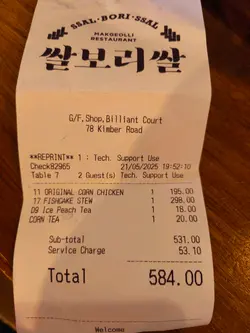 SSAL·BORI·SSAL
MAKGEOLLI
RESTAURANT
쌀보리쌀
G/F,Shop,Billiant Court
78 Kimber Road
**REPRINT** 1 : Tech. Support Use
Check82965 21/05/2025 19:52:10
Table 7 2 Guest(s) Tech. Support Use
11 ORIGINAL CORN CHICKEN 1 195.00
17 FISHCAKE STEW 1 298.00
D9 Ice Peach Tea 1 18.00
CORN TEA 1 20.00
Sub-total 531.00
Service Charge 53.10
Total 584.00
Welcome